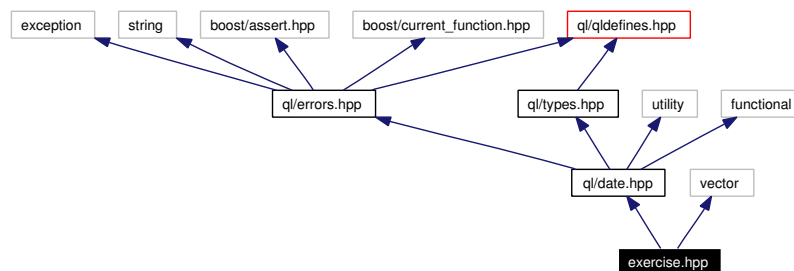 exception
string
boost/assert.hpp
boost/current_function.hpp
ql/qldefines.hpp
ql/errors.hpp
ql/types.hpp
utility
functional
ql/date.hpp
vector
exercise.hpp